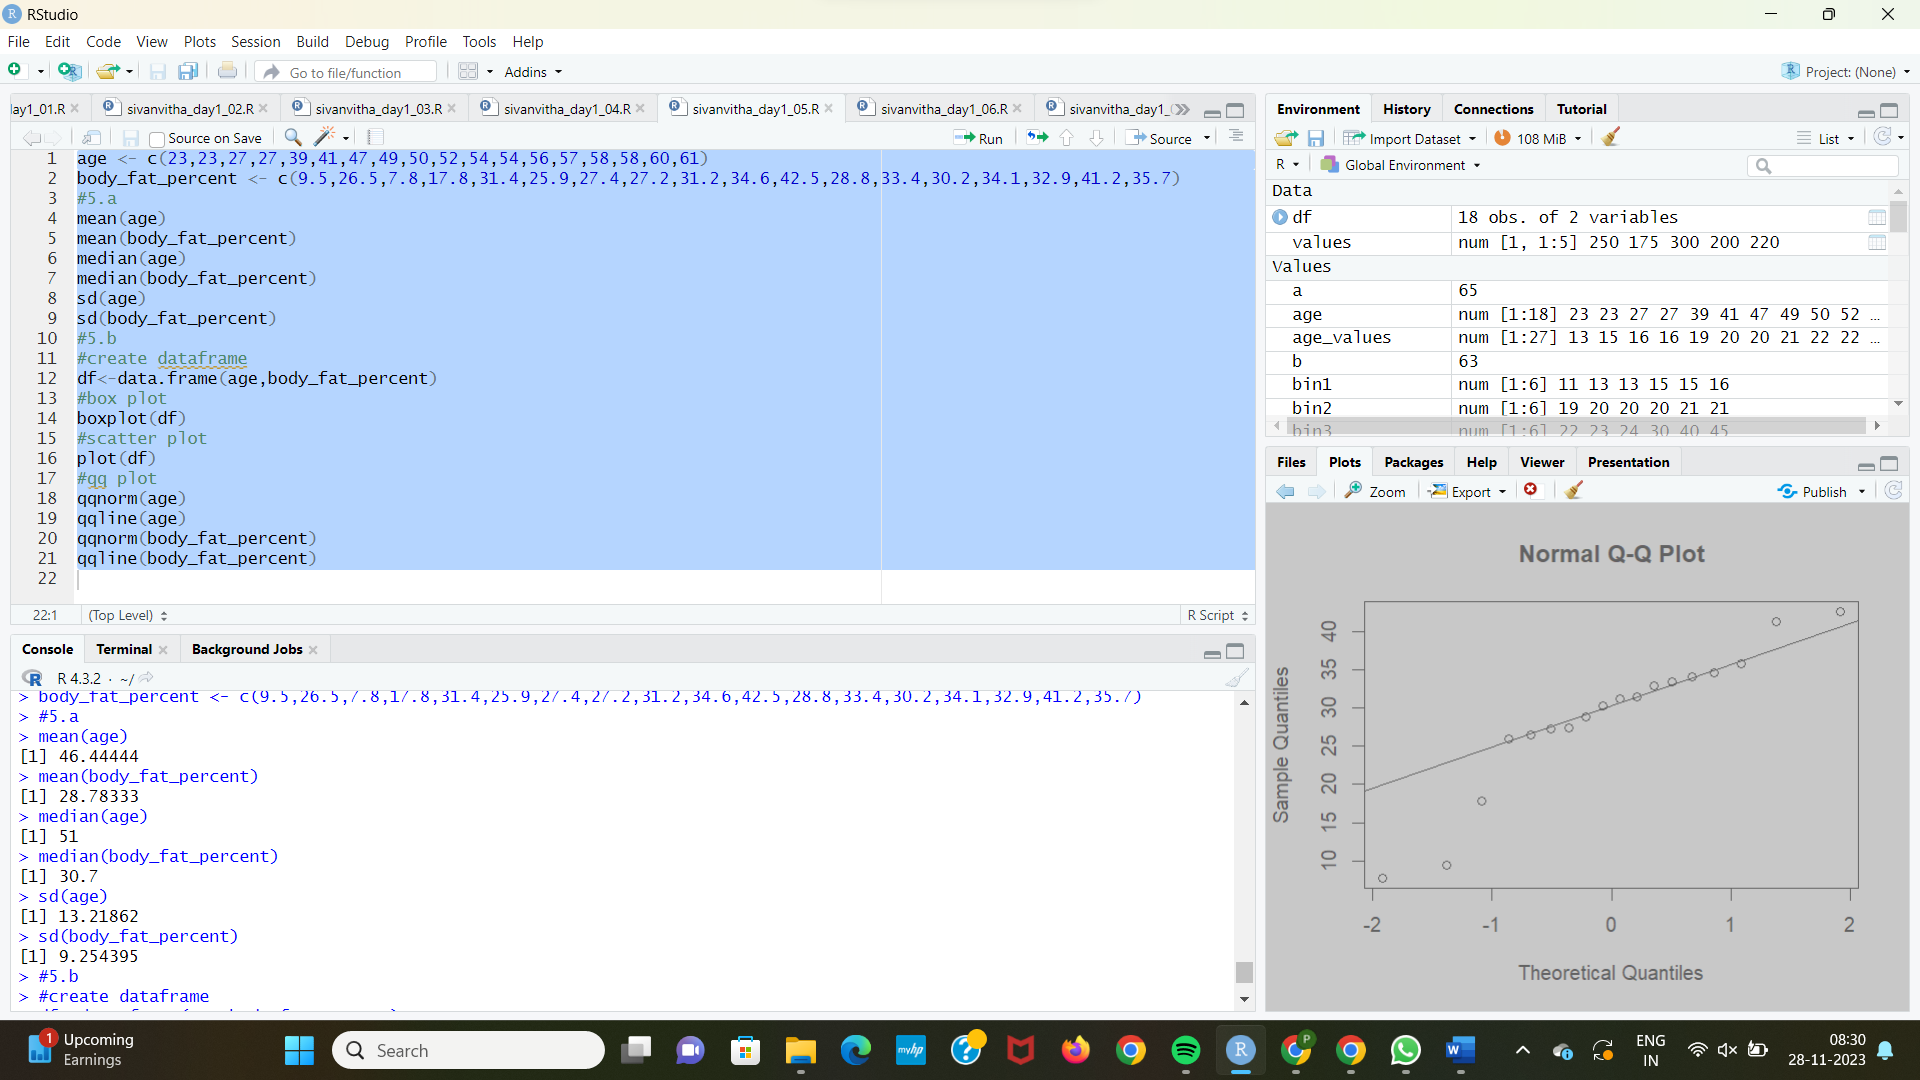 RStudio
File Edit Code View Plots Session Build Debug Profile Tools Help
Go to file/function Addins Project: (None)
lay1_01.R sivanvitha_day1_02.R sivanvitha_day1_03.R sivanvitha_day1_04.R sivanvitha_day1_05.R sivanvitha_day1_06.R sivanvitha_day1_
Source on Save Run Source
1 age <- c(23,23,27,27,39,41,47,49,50,52,54,54,56,57,58,58,60,61)
2 body_fat_percent <- c(9.5,26.5,7.8,17.8,31.4,25.9,27.4,27.2,31.2,34.6,42.5,28.8,33.4,30.2,34.1,32.9,41.2,35.7)
3 #5.a
4 mean(age)
5 mean(body_fat_percent)
6 median(age)
7 median(body_fat_percent)
8 sd(age)
9 sd(body_fat_percent)
10 #5.b
11 #create dataframe
12 df<-data.frame(age,body_fat_percent)
13 #box plot
14 boxplot(df)
15 #scatter plot
16 plot(df)
17 #qq plot
18 qqnorm(age)
19 qqline(age)
20 qqnorm(body_fat_percent)
21 qqline(body_fat_percent)
22
22:1 (Top Level) R Script
Console Terminal Background Jobs
R 4.3.2 · ~/
> body_fat_percent <- c(9.5,26.5,7.8,17.8,31.4,25.9,27.4,27.2,31.2,34.6,42.5,28.8,33.4,30.2,34.1,32.9,41.2,35.7)
> #5.a
> mean(age)
[1] 46.44444
> mean(body_fat_percent)
[1] 28.78333
> median(age)
[1] 51
> median(body_fat_percent)
[1] 30.7
> sd(age)
[1] 13.21862
> sd(body_fat_percent)
[1] 9.254395
> #5.b
> #create dataframe
Environment History Connections Tutorial
Import Dataset 108 MiB List
R Global Environment
Data
df 18 obs. of 2 variables
values num [1, 1:5] 250 175 300 200 220
Values
a 65
age num [1:18] 23 23 27 27 39 41 47 49 50 52 ...
age_values num [1:27] 13 15 16 16 19 20 20 21 22 22 ...
b 63
bin1 num [1:6] 11 13 13 15 15 16
bin2 num [1:6] 19 20 20 20 21 21
bin3 num [1:6] 22 23 24 30 40 45
Files Plots Packages Help Viewer Presentation
Zoom Export Publish
Normal Q-Q Plot
Sample Quantiles
40
35
30
25
20
15
10
-2 -1 0 1 2
Theoretical Quantiles
1 Upcoming
Earnings
Search
myhp
P
R
W
ENG
IN
08:30
28-11-2023